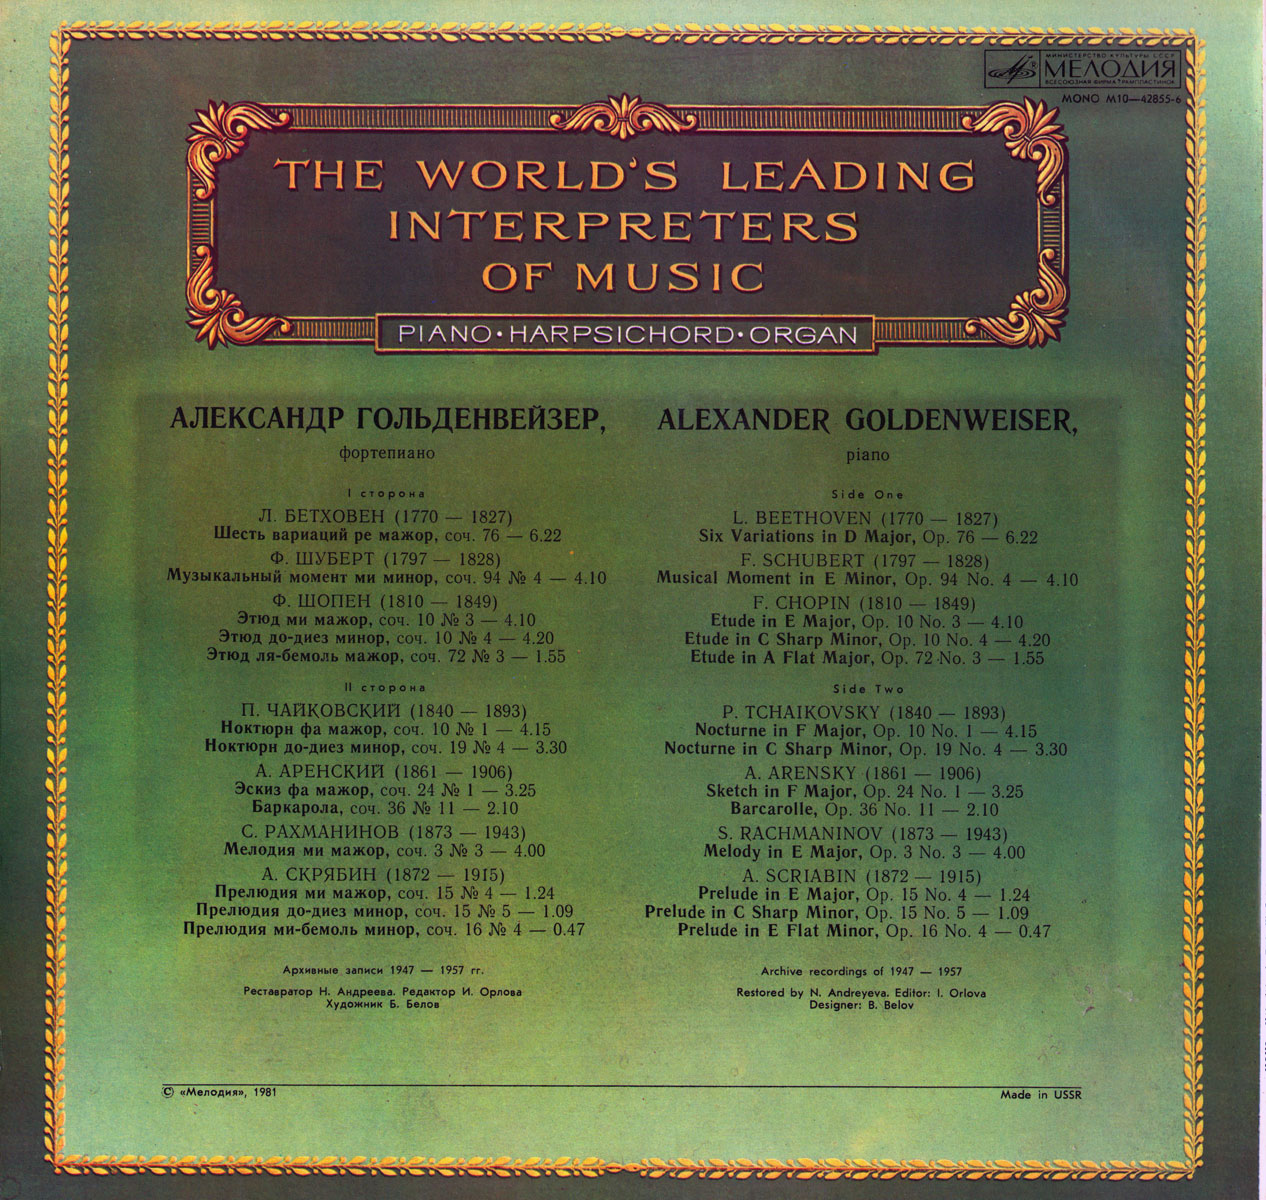 МИНИСТЕРСТВО КУЛЬТУРЫ СССР
МЕЛОДИЯ
ВСЕСОЮЗНАЯ ФИРМА ГРАМПЛАСТИНОК
MONO М10—42855-6
THE WORLD'S LEADING
INTERPRETERS
OF MUSIC
PIANO•HARPSICHORD•ORGAN
АЛЕКСАНДР ГОЛЬДЕНВЕЙЗЕР,
фортепиано
I сторона
Л. БЕТХОВЕН (1770 — 1827)
Шесть вариаций ре мажор, соч. 76 — 6.22
Ф. ШУБЕРТ (1797 — 1828)
Музыкальный момент ми минор, соч. 94 № 4 — 4.10
Ф. ШОПЕН (1810 — 1849)
Этюд ми мажор, соч. 10 № 3 — 4.10
Этюд до-диез минор, соч. 10 № 4 — 4.20
Этюд ля-бемоль мажор, соч. 72 № 3 — 1.55
II сторона
П. ЧАЙКОВСКИЙ (1840 — 1893)
Ноктюрн фа мажор, соч. 10 № 1 — 4.15
Ноктюрн до-диез минор, соч. 19 № 4 — 3.30
А. АРЕНСКИЙ (1861 — 1906)
Эскиз фа мажор, соч. 24 № 1 — 3.25
Баркарола, соч. 36 № 11 — 2.10
С. РАХМАНИНОВ (1873 — 1943)
Мелодия ми мажор, соч. 3 № 3 — 4.00
А. СКРЯБИН (1872 — 1915)
Прелюдия ми мажор, соч. 15 № 4 — 1.24
Прелюдия до-диез минор, соч. 15 № 5 — 1.09
Прелюдия ми-бемоль минор, соч. 16 № 4 — 0.47
Архивные записи 1947 — 1957 гг.
Реставратор Н. Андреева. Редактор И. Орлова
Художник Б. Белов
ALEXANDER GOLDENWEISER,
piano
Side One
L. BEETHOVEN (1770 — 1827)
Six Variations in D Major, Op. 76 — 6.22
F. SCHUBERT (1797 — 1828)
Musical Moment in E Minor, Op. 94 No. 4 — 4.10
F. CHOPIN (1810 — 1849)
Etude in E Major, Op. 10 No. 3 — 4.10
Etude in C Sharp Minor, Op. 10 No. 4 — 4.20
Etude in A Flat Major, Op. 72 No. 3 — 1.55
Side Two
P. TCHAIKOVSKY (1840 — 1893)
Nocturne in F Major, Op. 10 No. 1 — 4.15
Nocturne in C Sharp Minor, Op. 19 No. 4 — 3.30
A. ARENSKY (1861 — 1906)
Sketch in F Major, Op. 24 No. 1 — 3.25
Barcarolle, Op. 36 No. 11 — 2.10
S. RACHMANINOV (1873 — 1943)
Melody in E Major, Op. 3 No. 3 — 4.00
A. SCRIABIN (1872 — 1915)
Prelude in E Major, Op. 15 No. 4 — 1.24
Prelude in C Sharp Minor, Op. 15 No. 5 — 1.09
Prelude in E Flat Minor, Op. 16 No. 4 — 0.47
Archive recordings of 1947 — 1957
Restored by N. Andreyeva. Editor: I. Orlova
Designer: B. Belov
© «Мелодия», 1981
Made in USSR